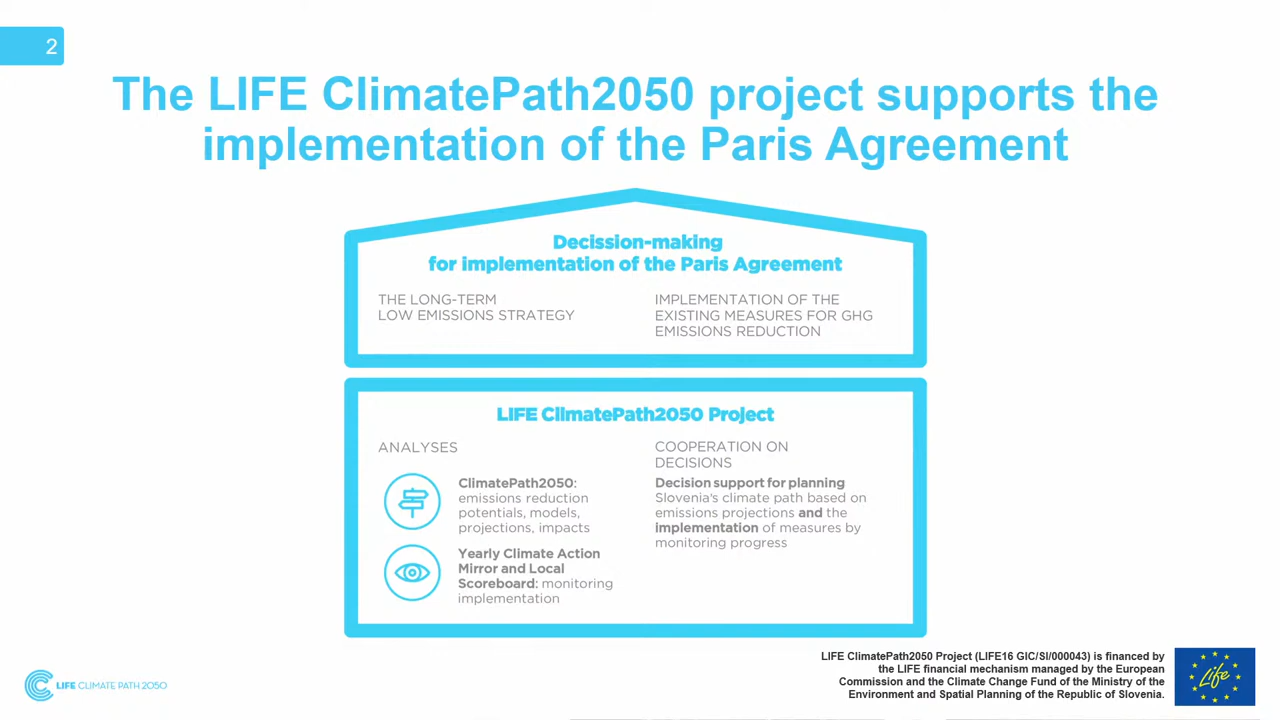 2
The LIFE ClimatePath2050 project supports the
implementation of the Paris Agreement
Decission-making
for implementation of the Paris Agreement
THE LONG-TERM
LOW EMISSIONS STRATEGY
IMPLEMENTATION OF THE
EXISTING MEASURES FOR GHG
EMISSIONS REDUCTION
LIFE ClimatePath2050 Project
ANALYSES
ClimatePath2050:
emissions reduction
potentials, models,
projections, impacts
Yearly Climate Action
Mirror and Local
Scoreboard: monitoring
implementation
COOPERATION ON
DECISIONS
Decision support for planning
Slovenia's climate path based on
emissions projections and the
implementation of measures by
monitoring progress
LIFE CLIMATE PATH 2050
LIFE ClimatePath2050 Project (LIFE16 GIC/SI/000043) is financed by
the LIFE financial mechanism managed by the European
Commission and the Climate Change Fund of the Ministry of the
Environment and Spatial Planning of the Republic of Slovenia.
Life